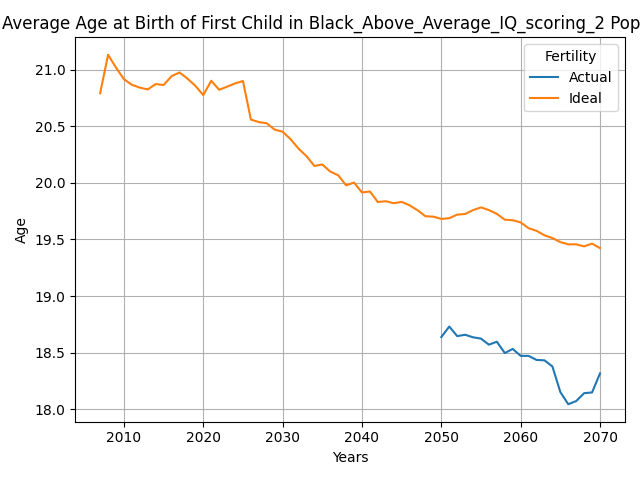 Average Age at Birth of First Child in Black_Above_Average_IQ_scoring_2 Pop
Fertility
Actual
Ideal
21.0
20.5
20.0
19.5
19.0
18.5
18.0
Age
2010 2020 2030 2040 2050 2060 2070
Years